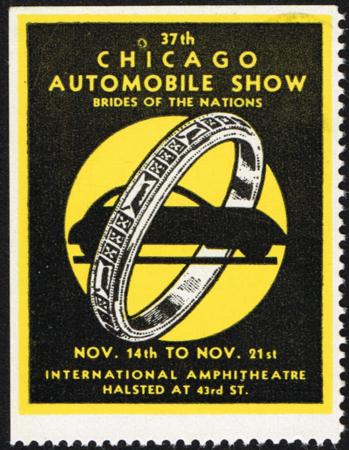 37th
CHICAGO
AUTOMOBILE SHOW
BRIDES OF THE NATIONS
NOV. 14th TO NOV. 21st
INTERNATIONAL AMPHITHEATRE
HALSTED AT 43rd ST.